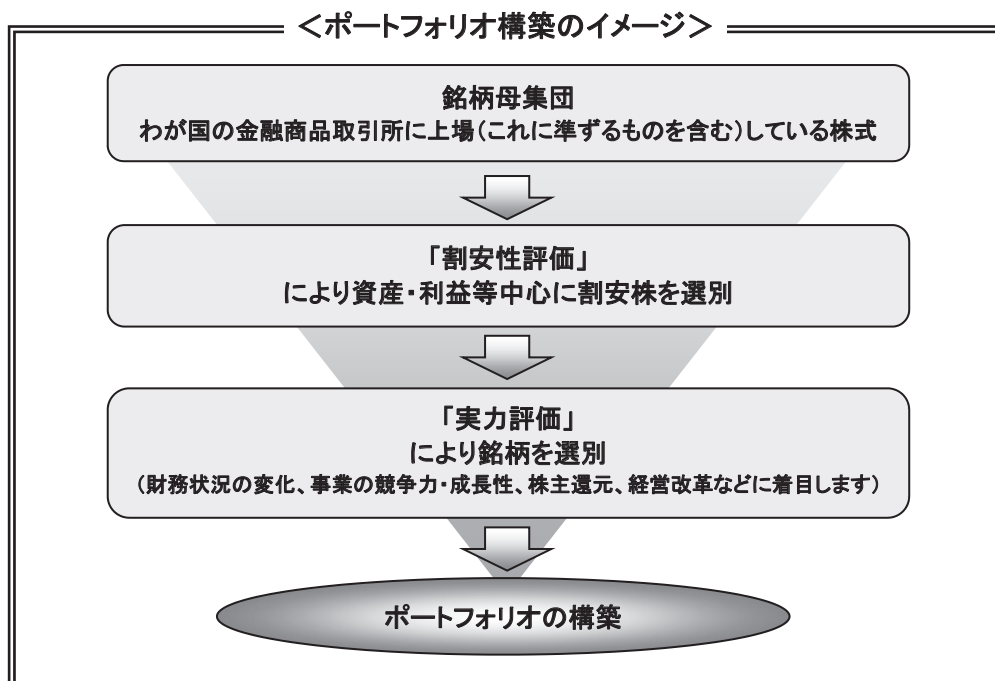 ＜ポートフォリオ構築のイメージ＞
銘柄母集団
わが国の金融商品取引所に上場（これに準ずるものを含む）している株式
「割安性評価」
により資産・利益等中心に割安株を選別
「実力評価」
により銘柄を選別
（財務状況の変化、事業の競争力・成長性、株主還元、経営改革などに着目します）
ポートフォリオの構築